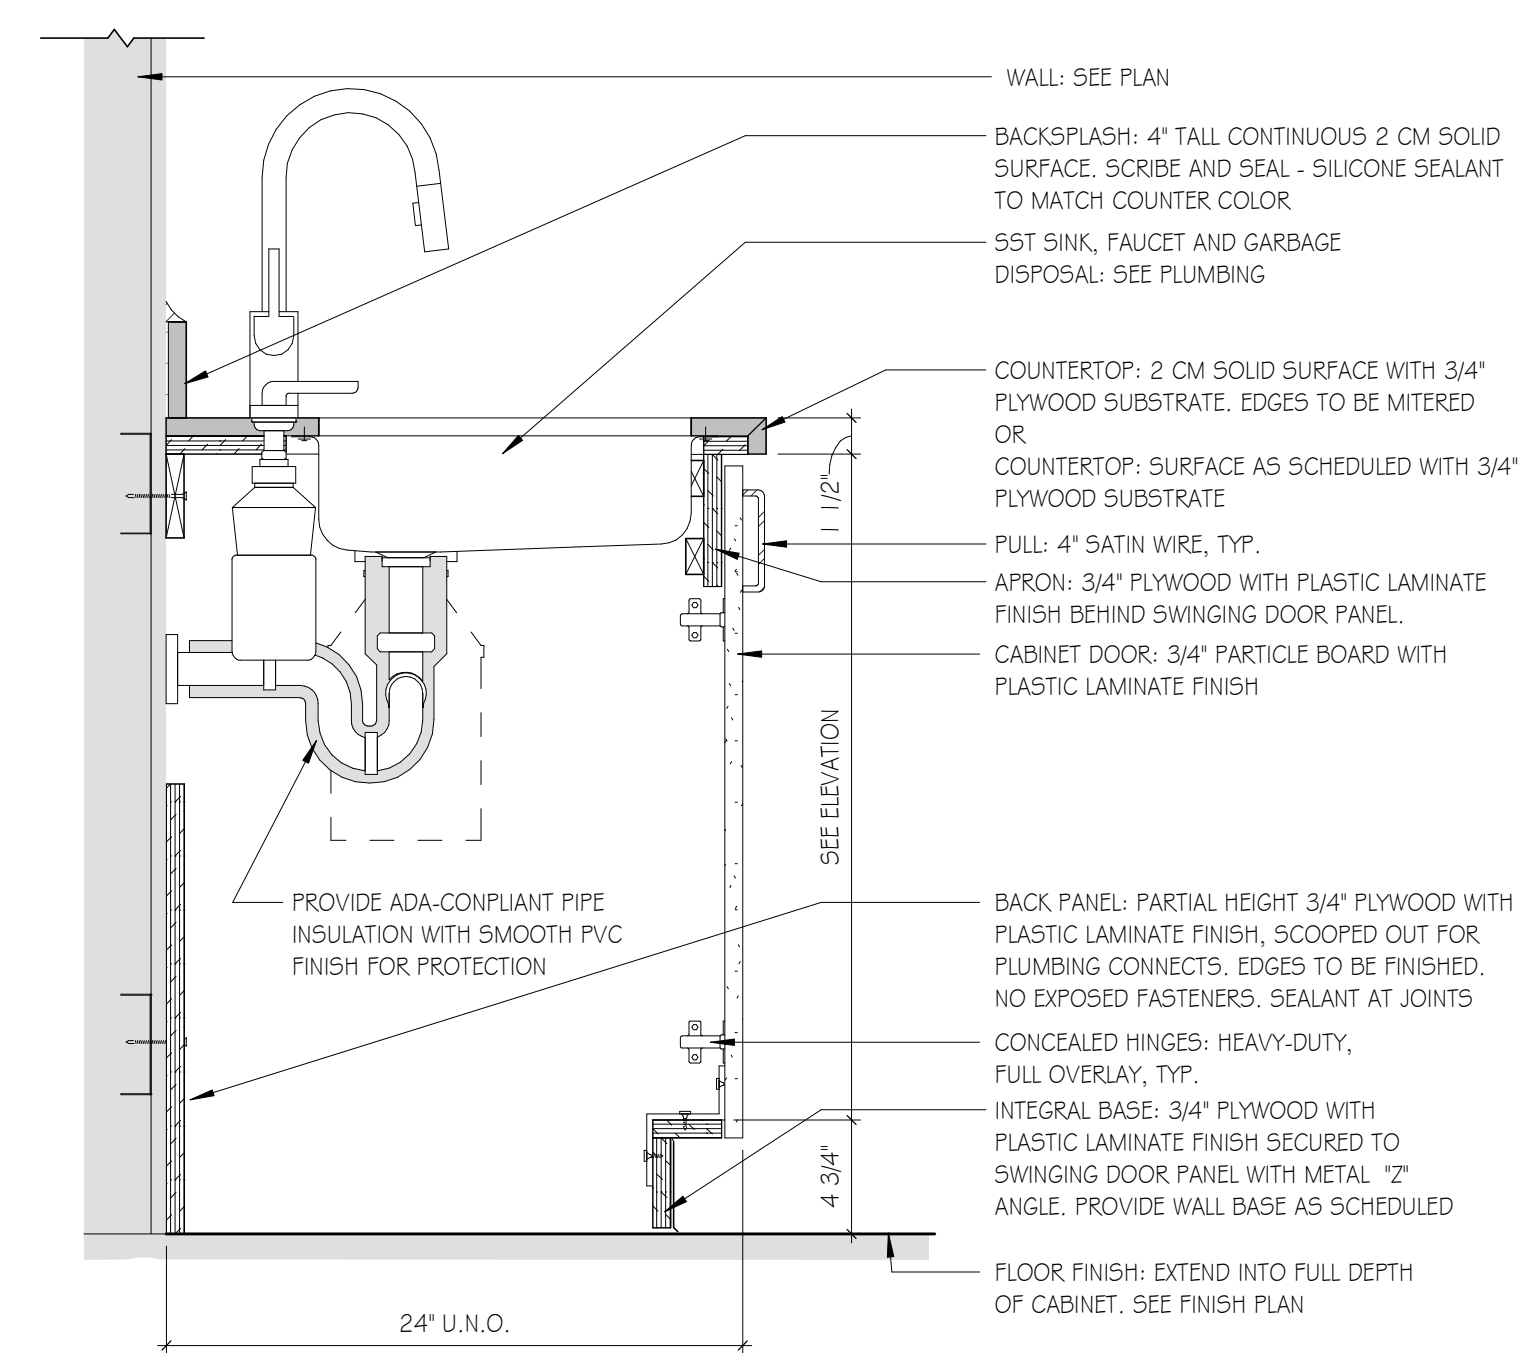 WALL: SEE PLAN
BACKSPLASH: 4" TALL CONTINUOUS 2 CM SOLID
SURFACE. SCRIBE AND SEAL - SILICONE SEALANT
TO MATCH COUNTER COLOR
SST SINK, FAUCET AND GARBAGE
DISPOSAL: SEE PLUMBING
COUNTERTOP: 2 CM SOLID SURFACE WITH 3/4"
PLYWOOD SUBSTRATE. EDGES TO BE MITERED
OR
COUNTERTOP: SURFACE AS SCHEDULED WITH 3/4"
PLYWOOD SUBSTRATE
1 1/2"
PULL: 4" SATIN WIRE, TYP.
APRON: 3/4" PLYWOOD WITH PLASTIC LAMINATE
FINISH BEHIND SWINGING DOOR PANEL.
CABINET DOOR: 3/4" PARTICLE BOARD WITH
PLASTIC LAMINATE FINISH
SEE ELEVATION
PROVIDE ADA-CONPLIANT PIPE
INSULATION WITH SMOOTH PVC
FINISH FOR PROTECTION
BACK PANEL: PARTIAL HEIGHT 3/4" PLYWOOD WITH
PLASTIC LAMINATE FINISH, SCOOPED OUT FOR
PLUMBING CONNECTS. EDGES TO BE FINISHED.
NO EXPOSED FASTENERS. SEALANT AT JOINTS
CONCEALED HINGES: HEAVY-DUTY,
FULL OVERLAY, TYP.
INTEGRAL BASE: 3/4" PLYWOOD WITH
PLASTIC LAMINATE FINISH SECURED TO
SWINGING DOOR PANEL WITH METAL "Z"
ANGLE. PROVIDE WALL BASE AS SCHEDULED
4 3/4"
FLOOR FINISH: EXTEND INTO FULL DEPTH
OF CABINET. SEE FINISH PLAN
24" U.N.O.